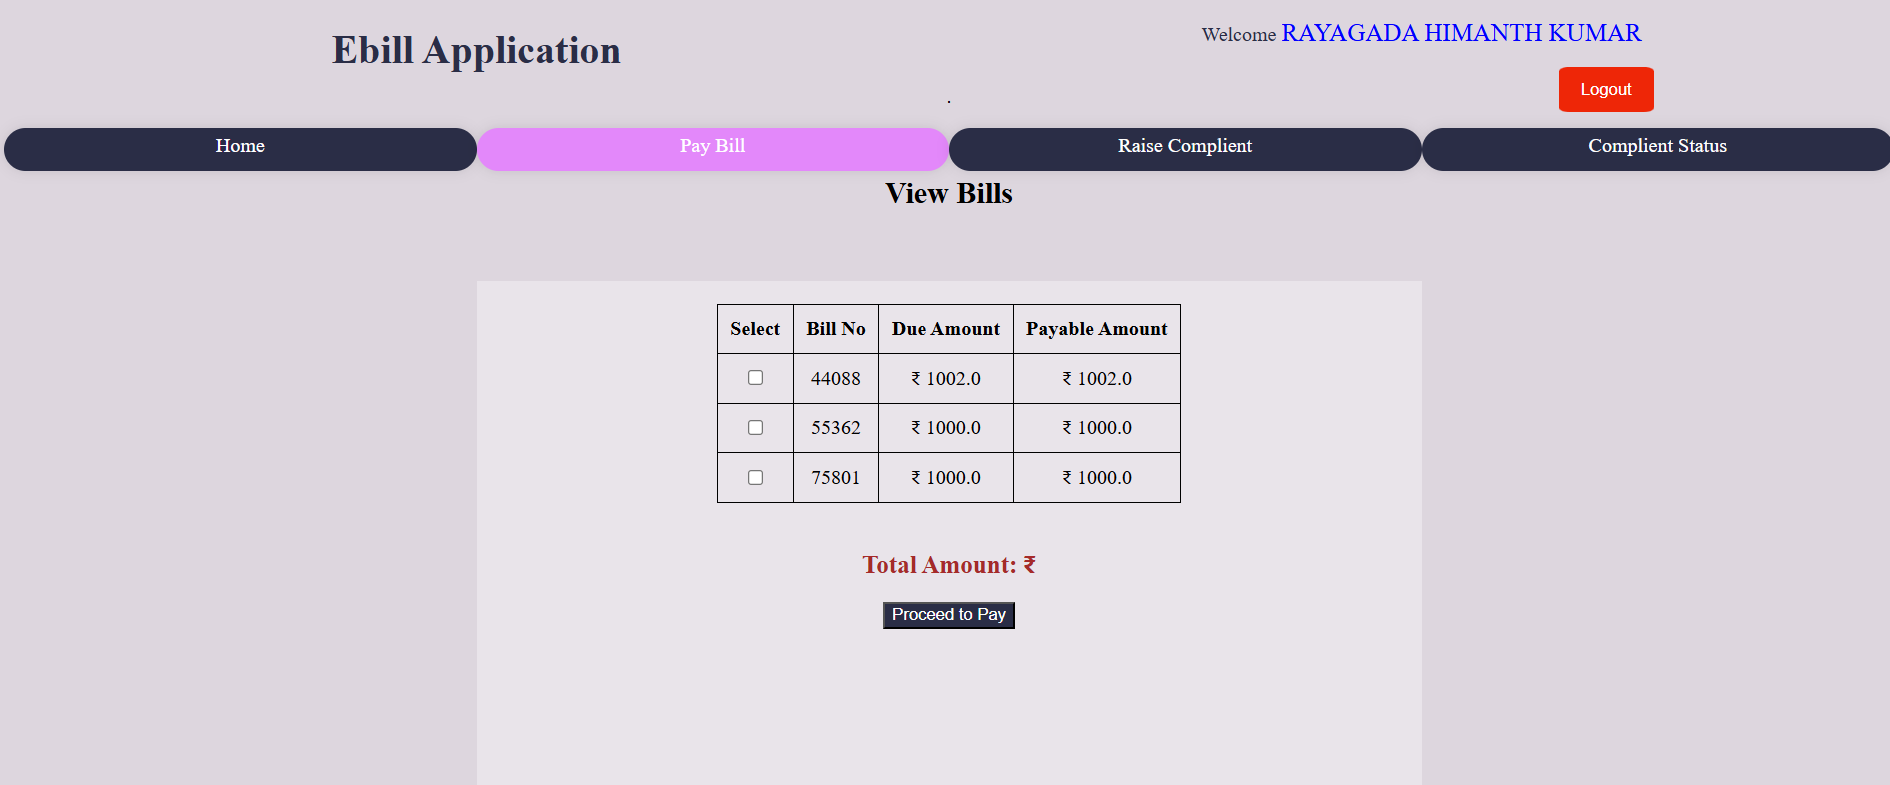 Ebill Application
Welcome RAYAGADA HIMANTH KUMAR
Logout
.
Home Pay Bill Raise Complient Complient Status
View Bills
Select Bill No Due Amount Payable Amount
44088 ₹ 1002.0 ₹ 1002.0
55362 ₹ 1000.0 ₹ 1000.0
75801 ₹ 1000.0 ₹ 1000.0
Total Amount: ₹
Proceed to Pay